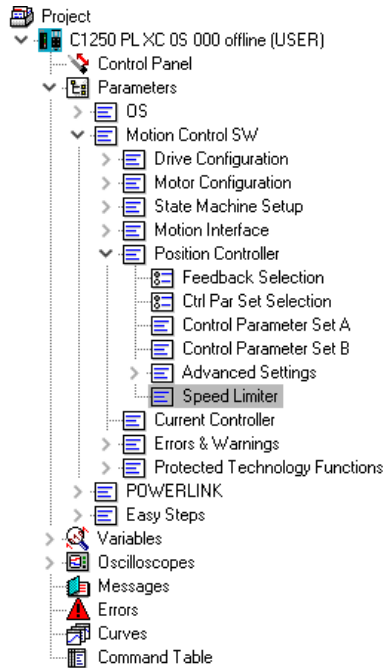 Project
C1250 PL XC 0S 000 offline (USER)
Control Panel
Parameters
OS
Motion Control SW
Drive Configuration
Motor Configuration
State Machine Setup
Motion Interface
Position Controller
Feedback Selection
Ctrl Par Set Selection
Control Parameter Set A
Control Parameter Set B
Advanced Settings
Speed Limiter
Current Controller
Errors & Warnings
Protected Technology Functions
POWERLINK
Easy Steps
Variables
Oscilloscopes
Messages
Errors
Curves
Command Table